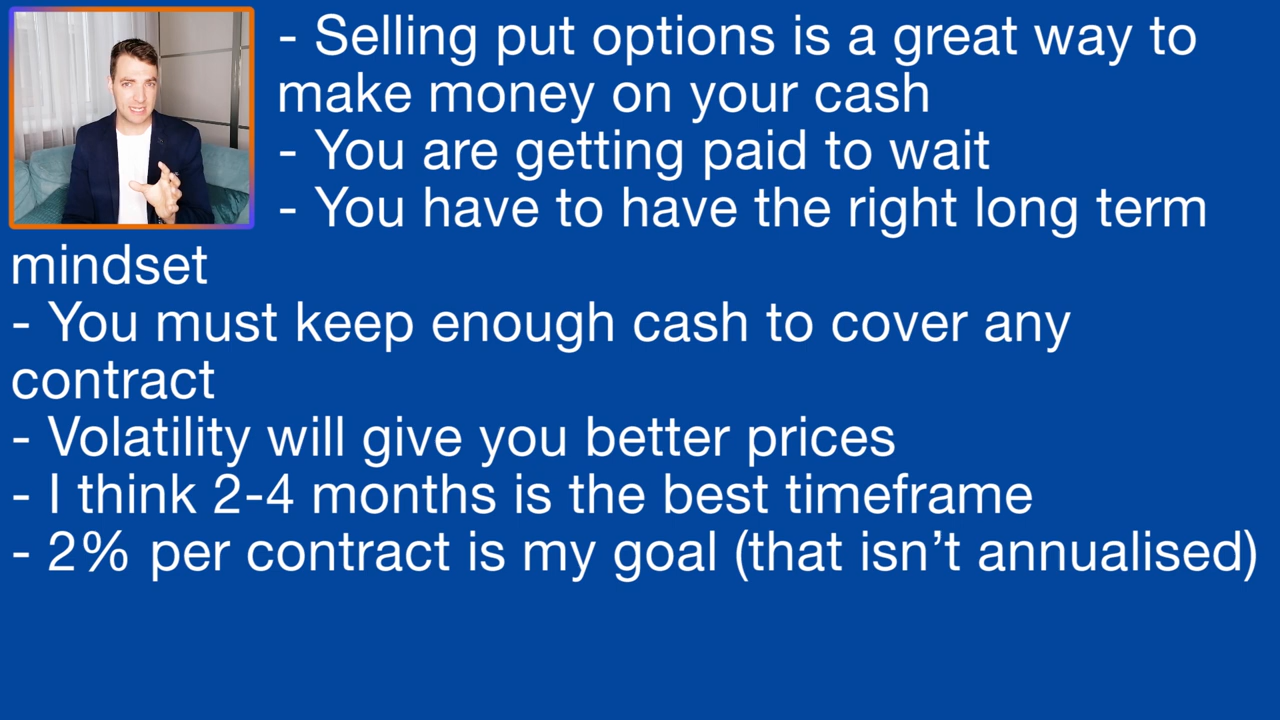 - Selling put options is a great way to
make money on your cash
- You are getting paid to wait
- You have to have the right long term
mindset
- You must keep enough cash to cover any
contract
- Volatility will give you better prices
- I think 2-4 months is the best timeframe
- 2% per contract is my goal (that isn’t annualised)